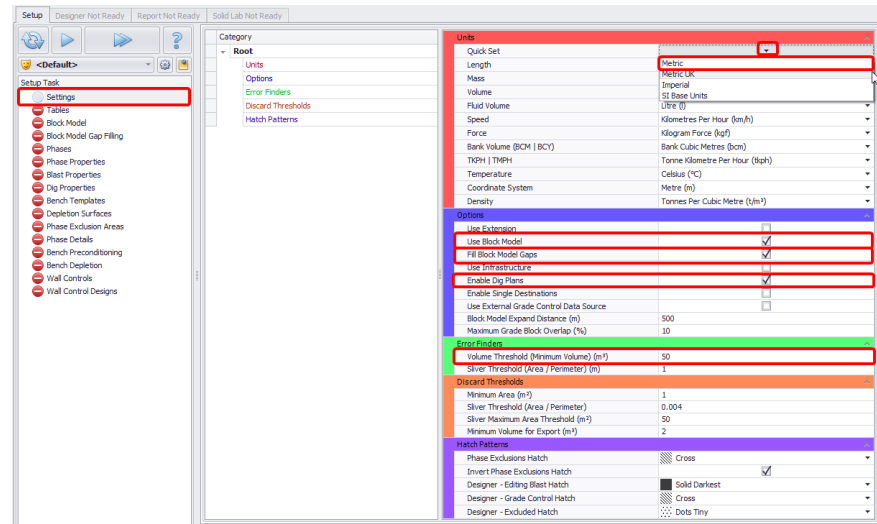 Setup Designer Not Ready Report Not Ready Solid Lab Not Ready
<Default>
Setup Task
Settings
Tables
Block Model
Block Model Gap Filling
Phases
Phase Properties
Blast Properties
Dig Properties
Bench Templates
Depletion Surfaces
Phase Exclusion Areas
Phase Details
Bench Preconditioning
Bench Depletion
Wall Controls
Wall Control Designs
Category
Root
Units
Options
Error Finders
Discard Thresholds
Hatch Patterns
Units
Quick Set
Length Metric
Mass Metric UK
Imperial
Volume SI Base Units
Fluid Volume Litre (l)
Speed Kilometres Per Hour (km/h)
Force Kilogram Force (kgf)
Bank Volume (BCM | BCY) Bank Cubic Metres (bcm)
TKPH | TMPH Tonne Kilometre Per Hour (tkph)
Temperature Celsius (°C)
Coordinate System Metre (m)
Density Tonnes Per Cubic Metre (t/m³)
Options
Use Extension
Use Block Model
Fill Block Model Gaps
Use Infrastructure
Enable Dig Plans
Enable Single Destinations
Use External Grade Control Data Source
Block Model Expand Distance (m) 500
Maximum Grade Block Overlap (%) 10
Error Finders
Volume Threshold (Minimum Volume) (m³) 50
Sliver Threshold (Area / Perimeter) (m) 1
Discard Thresholds
Minimum Area (m²) 1
Sliver Threshold (Area / Perimeter) 0.004
Sliver Maximum Area Threshold (m²) 50
Minimum Volume for Export (m³) 2
Hatch Patterns
Phase Exclusions Hatch Cross
Invert Phase Exclusions Hatch
Designer - Editing Blast Hatch Solid Darkest
Designer - Grade Control Hatch Cross
Designer - Excluded Hatch Dots Tiny